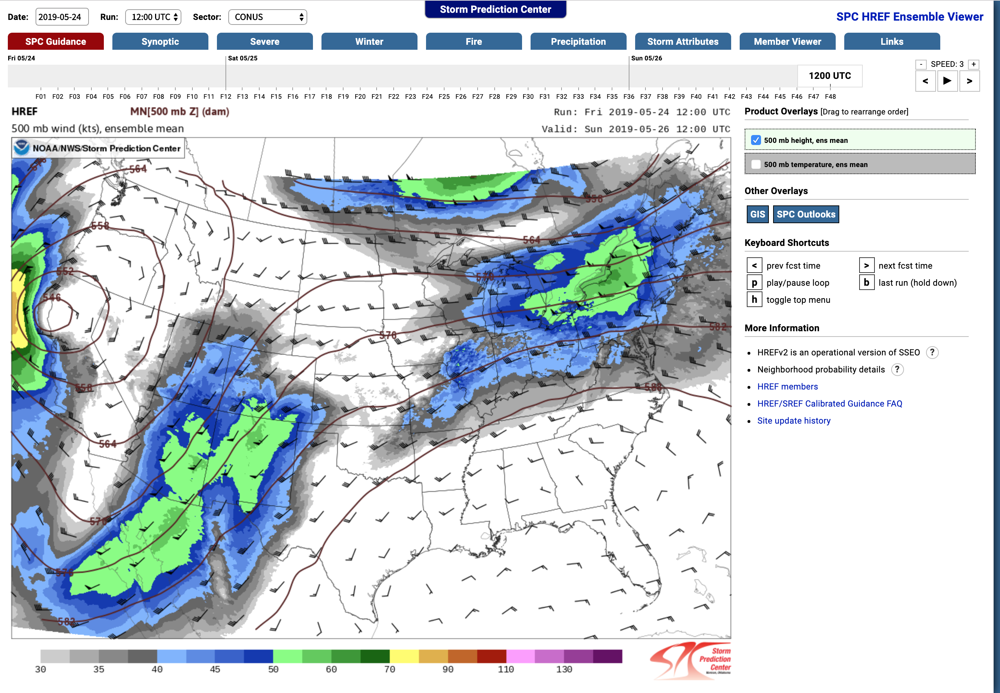 Storm Prediction Center
Date: 2019-05-24 Run: 12:00 UTC Sector: CONUS
SPC HREF Ensemble Viewer
SPC Guidance Synoptic Severe Winter Fire Precipitation Storm Attributes Member Viewer Links
Fri 05/24 Sat 05/25 Sun 05/26
- SPEED: 3 +
1200 UTC
< ▶ >
F01 F02 F03 F04 F05 F06 F07 F08 F09 F10 F11 F12 F13 F14 F15 F16 F17 F18 F19 F20 F21 F22 F23 F24 F25 F26 F27 F28 F29 F30 F31 F32 F33 F34 F35 F36 F37 F38 F39 F40 F41 F42 F43 F44 F45 F46 F47 F48
HREF MN[500 mb Z] (dam) Run: Fri 2019-05-24 12:00 UTC
500 mb wind (kts), ensemble mean Valid: Sun 2019-05-26 12:00 UTC
NOAA/NWS/Storm Prediction Center
564
558
558
564
552
570
546
582
576
558
588
564
570
576
582
30 35 40 45 50 60 70 90 110 130
Storm
Prediction
Center
Norman, Oklahoma
Product Overlays [Drag to rearrange order]
500 mb height, ens mean
500 mb temperature, ens mean
Other Overlays
GIS SPC Outlooks
Keyboard Shortcuts
< prev fcst time > next fcst time
p play/pause loop b last run (hold down)
h toggle top menu
More Information
• HREFv2 is an operational version of SSEO ?
• Neighborhood probability details ?
• HREF members
• HREF/SREF Calibrated Guidance FAQ
• Site update history